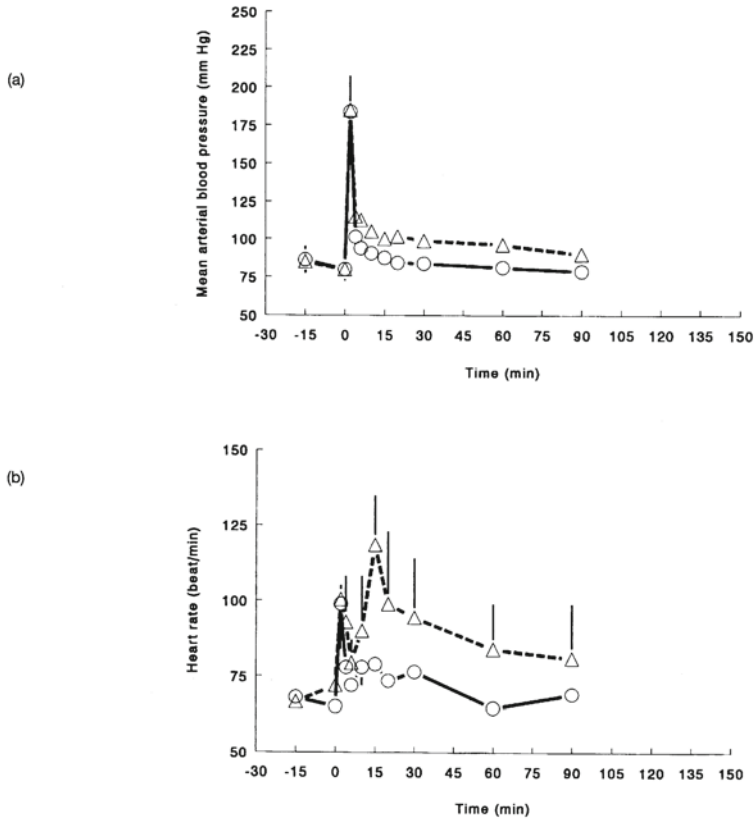 (a)
Mean arterial blood pressure (mm Hg)
250
225
200
175
150
125
100
75
50
-30 -15 0 15 30 45 60 75 90 105 120 135 150
Time (min)
(b)
Heart rate (beat/min)
150
125
100
75
50
-30 -15 0 15 30 45 60 75 90 105 120 135 150
Time (min)